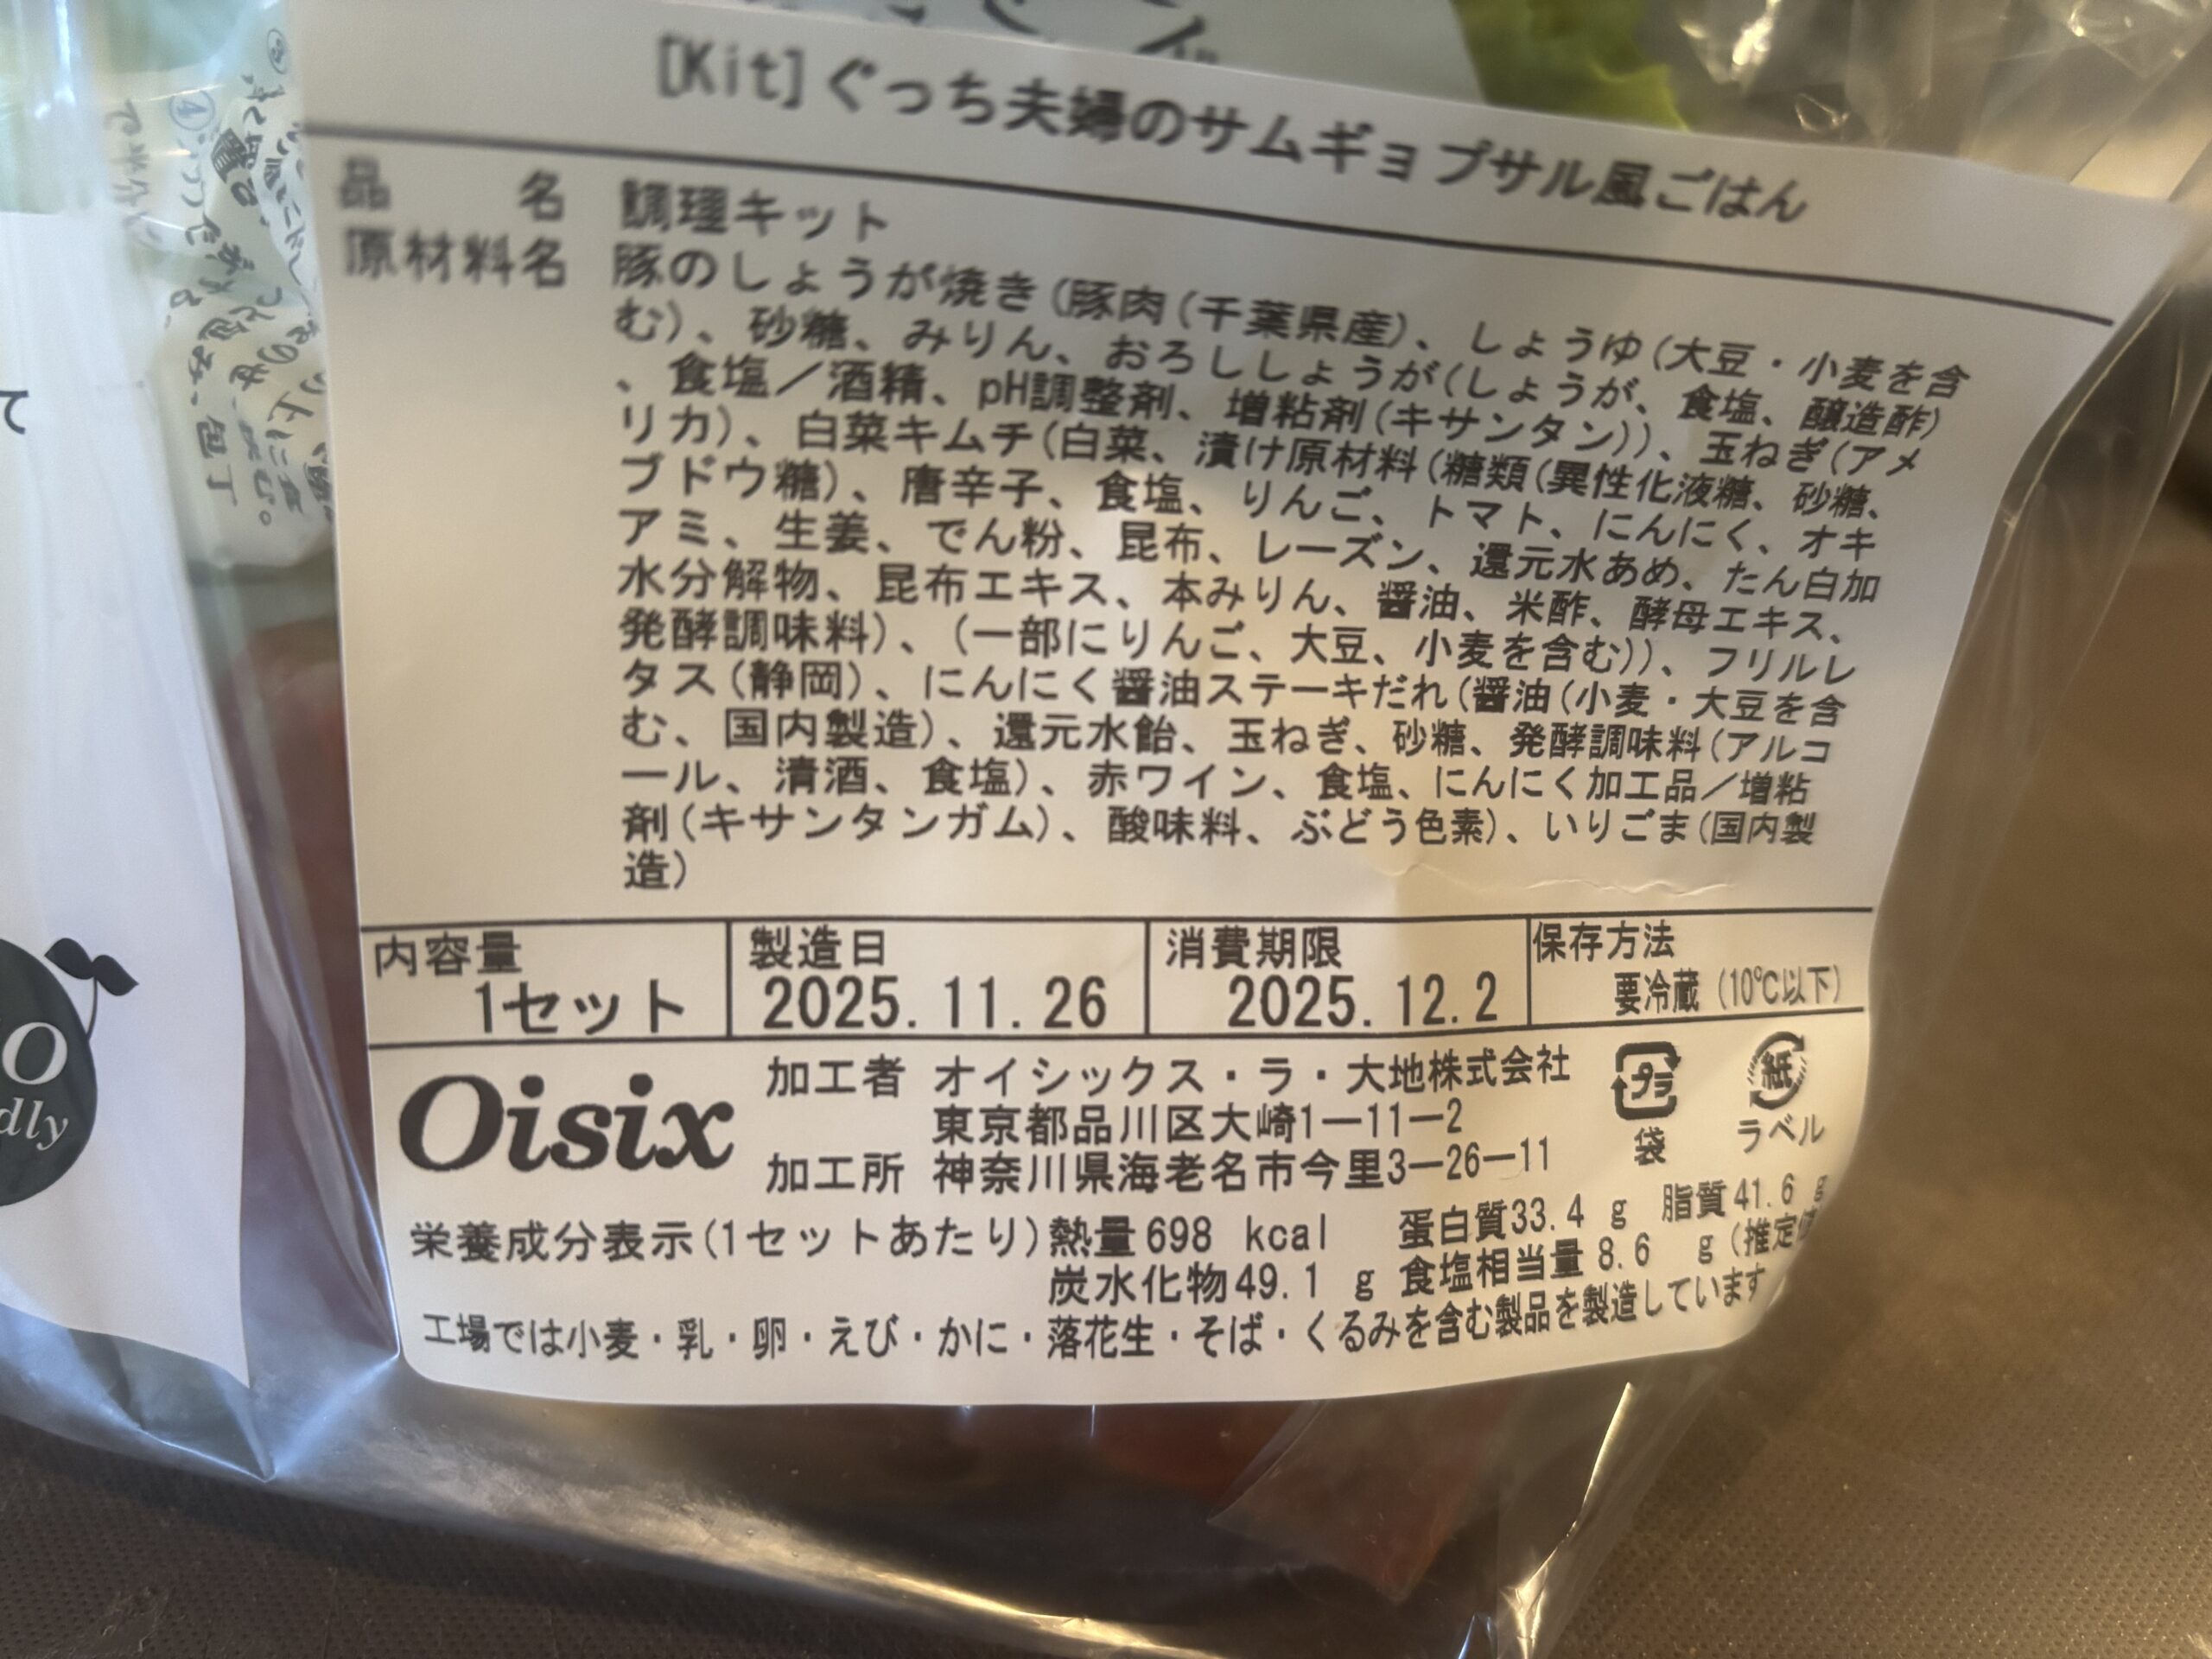 [Kit]ぐっち夫婦のサムギョプサル風ごはん
品名 調理キット
原材料名 豚のしょうが焼き(豚肉(千葉県産)、しょうゆ(大豆・小麦を含
む)、砂糖、みりん、おろししょうが(しょうが、食塩、醸造酢)
、食塩/酒精、pH調整剤、増粘剤(キサンタン))、玉ねぎ(アメ
リカ)、白菜キムチ(白菜、漬け原材料(糖類(異性化液糖、砂糖、
ブドウ糖)、唐辛子、食塩、りんご、トマト、にんにく、オキ
アミ、生姜、でん粉、昆布、レーズン、還元水あめ、たん白加
水分解物、昆布エキス、本みりん、醤油、米酢、酵母エキス、
発酵調味料)、(一部にりんご、大豆、小麦を含む))、フリルレ
タス(静岡)、にんにく醤油ステーキだれ(醤油(小麦・大豆を含
む、国内製造)、還元水飴、玉ねぎ、砂糖、発酵調味料(アルコ
ール、清酒、食塩)、赤ワイン、食塩、にんにく加工品/増粘
剤(キサンタンガム)、酸味料、ぶどう色素)、いりごま(国内製
造)
内容量 製造日 消費期限 保存方法
1セット 2025.11.26 2025.12.2 要冷蔵(10℃以下)
Oisix
加工者 オイシックス・ラ・大地株式会社
東京都品川区大崎1-11-2
加工所 神奈川県海老名市今里3-26-11
プラ 袋
紙 ラベル
栄養成分表示(1セットあたり)熱量698 kcal 蛋白質33.4 g 脂質41.6 g
炭水化物49.1 g 食塩相当量8.6 g(推定値
工場では小麦・乳・卵・えび・かに・落花生・そば・くるみを含む製品を製造しています
て
dly
包丁